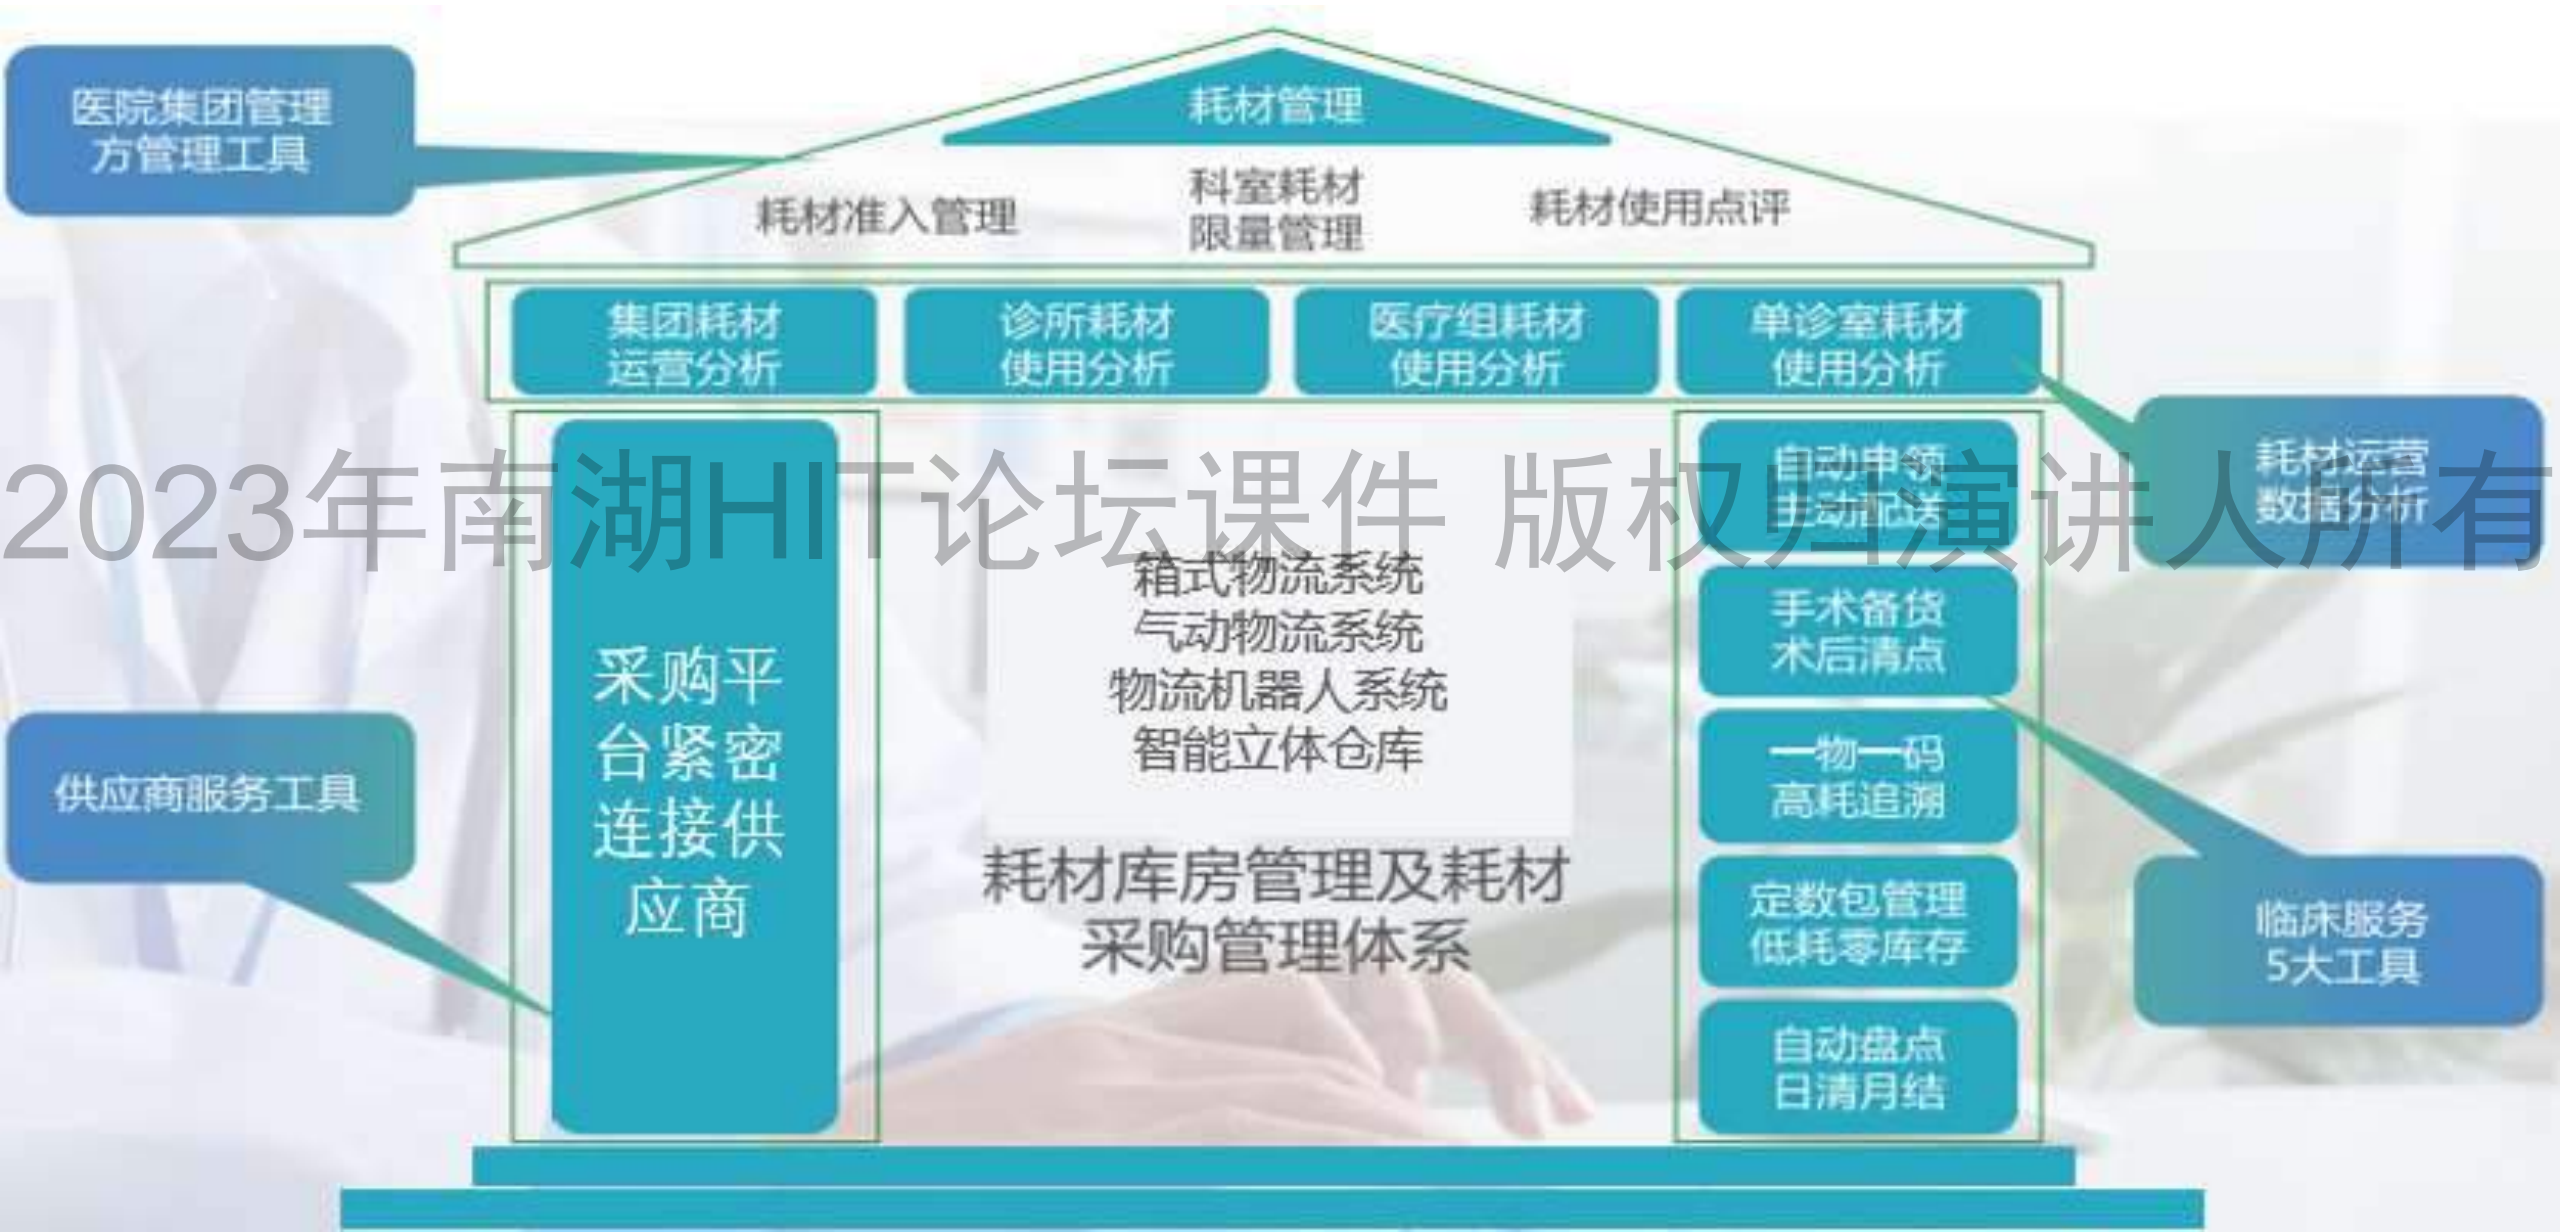 耗材管理
医院集团管理
方管理工具
耗材准入管理
科室耗材
限量管理
耗材使用点评
集团耗材
运营分析
诊所耗材
使用分析
医疗组耗材
使用分析
单诊室耗材
使用分析
耗材运营
数据分析
2023年南湖HIT论坛课件 版权归演讲人所有
采购平
台紧密
连接供
应商
供应商服务工具
箱式物流系统
气动物流系统
物流机器人系统
智能立体仓库
耗材库房管理及耗材
采购管理体系
自动申领
主动配送
手术备货
术后清点
一物一码
高耗追溯
定数包管理
低耗零库存
自动盘点
日清月结
临床服务
5大工具